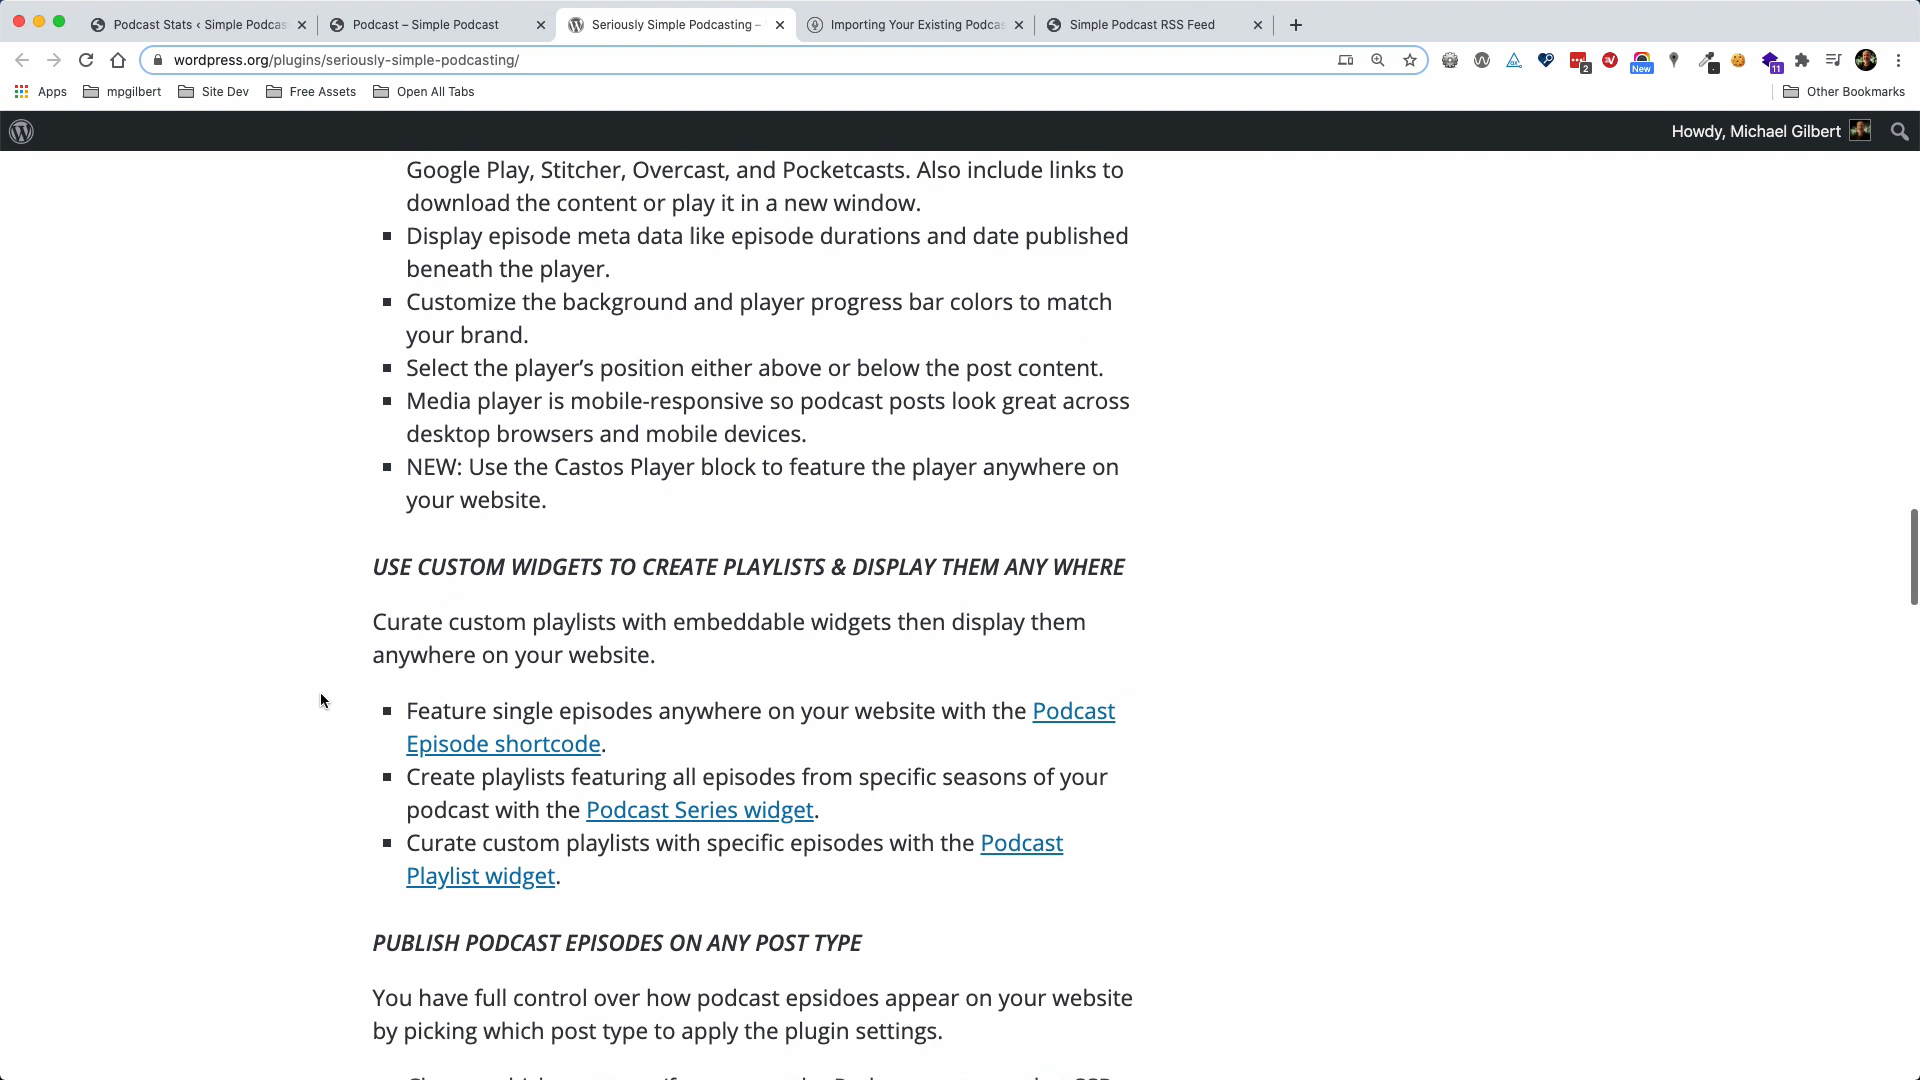 Podcast Stats ‹ Simple Podcas
Podcast – Simple Podcast
Seriously Simple Podcasting –
Importing Your Existing Podcas
Simple Podcast RSS Feed
wordpress.org/plugins/seriously-simple-podcasting/
2
New
11
Apps
mpgilbert
Site Dev
Free Assets
Open All Tabs
Other Bookmarks
Howdy, Michael Gilbert
Google Play, Stitcher, Overcast, and Pocketcasts. Also include links to
download the content or play it in a new window.
Display episode meta data like episode durations and date published
beneath the player.
Customize the background and player progress bar colors to match
your brand.
Select the player’s position either above or below the post content.
Media player is mobile-responsive so podcast posts look great across
desktop browsers and mobile devices.
NEW: Use the Castos Player block to feature the player anywhere on
your website.
USE CUSTOM WIDGETS TO CREATE PLAYLISTS & DISPLAY THEM ANY WHERE
Curate custom playlists with embeddable widgets then display them
anywhere on your website.
Feature single episodes anywhere on your website with the Podcast
Episode shortcode.
Create playlists featuring all episodes from specific seasons of your
podcast with the Podcast Series widget.
Curate custom playlists with specific episodes with the Podcast
Playlist widget.
PUBLISH PODCAST EPISODES ON ANY POST TYPE
You have full control over how podcast epsidoes appear on your website
by picking which post type to apply the plugin settings.